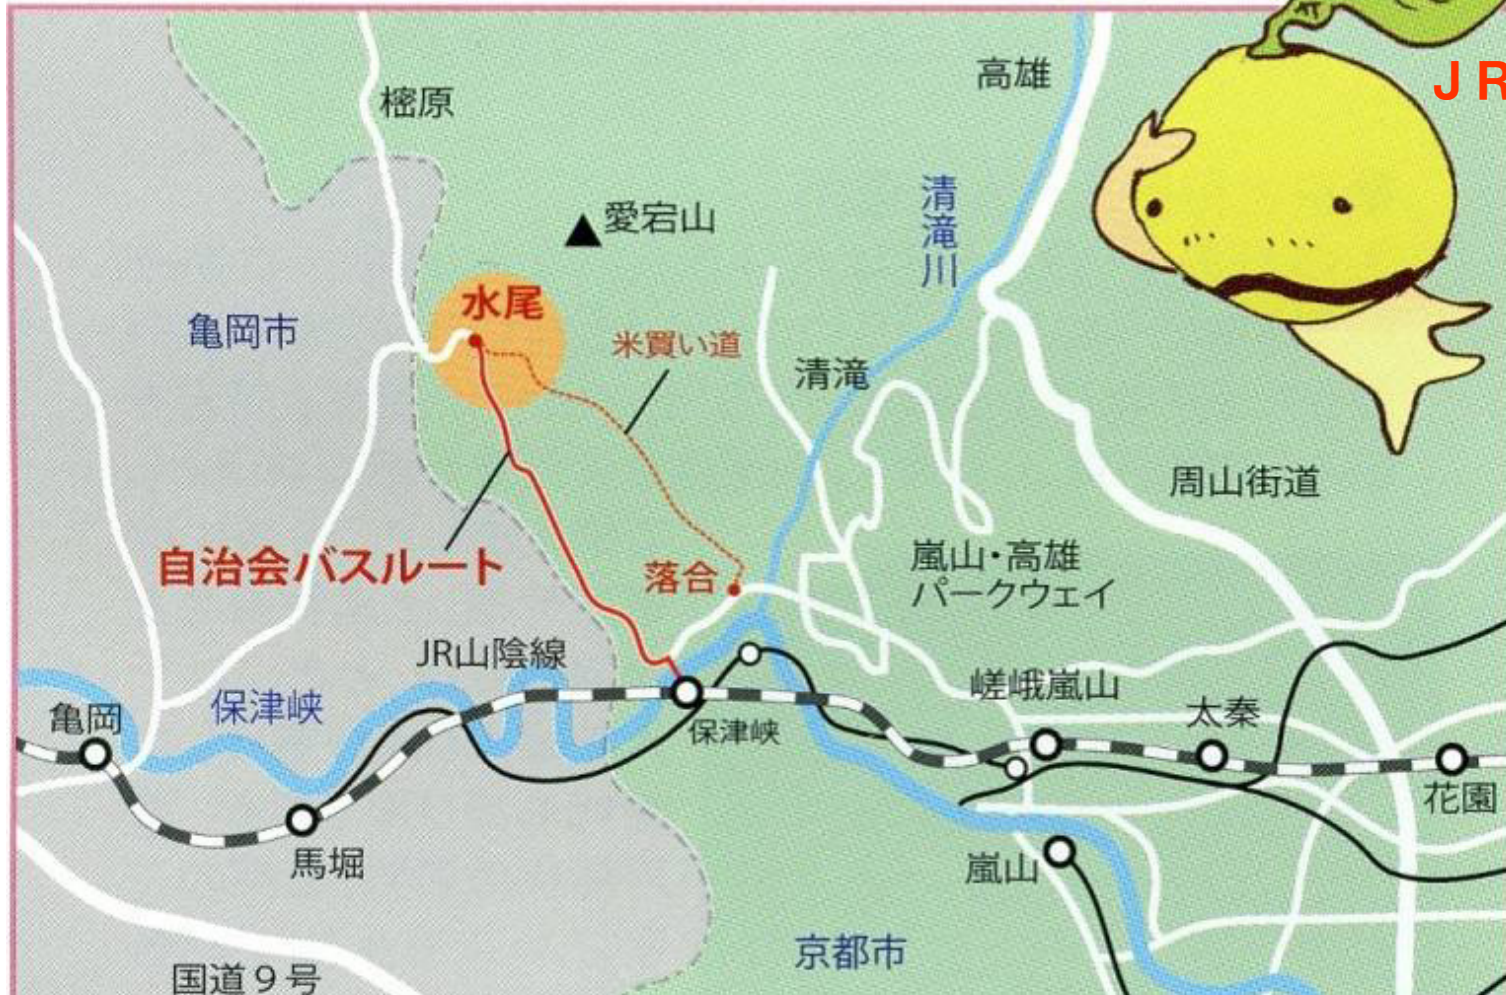 高雄
JR
樒原
清滝川
愛宕山
水尾
亀岡市
米買い道
清滝
周山街道
自治会バスルート
落合
嵐山・高雄
パークウェイ
JR山陰線
嵯峨嵐山
保津峡
亀岡
太秦
保津峡
花園
馬堀
嵐山
京都市
国道9号